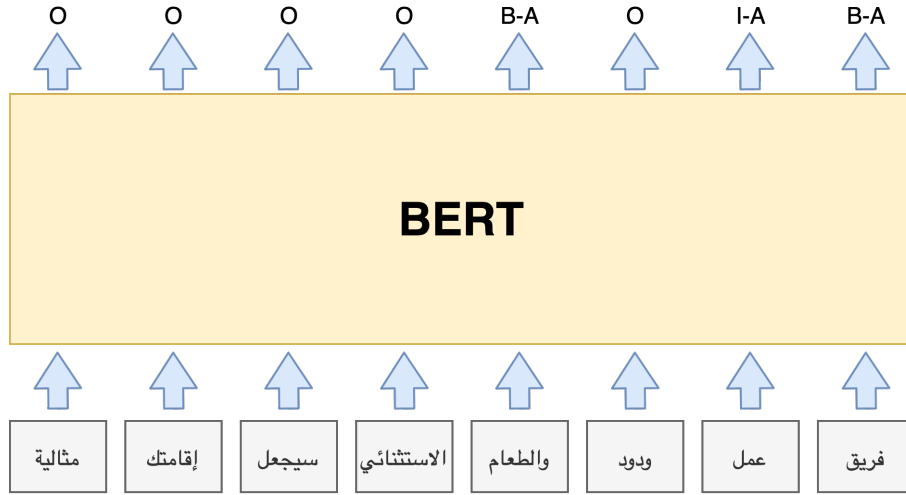 O O O O B-A O I-A B-A
BERT
فريق عمل ودود والطعام الاستثنائي سيجعل إقامتك مثالية